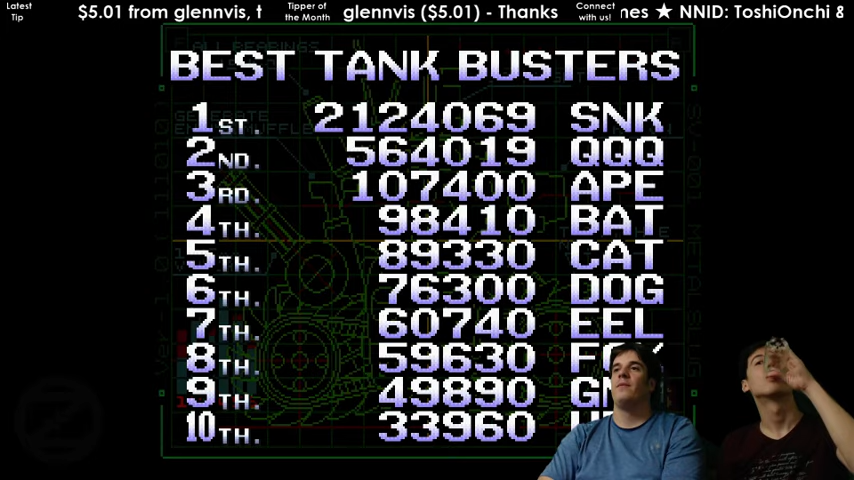 Latest Tip $5.01 from glennvis, t Tipper of the Month glennvis ($5.01) - Thanks Connect with us! nes ★ NNID: ToshiOnchi &
BEST TANK BUSTERS
1ST. 2124069 SNK
2ND. 564019 QQQ
3RD. 107400 APE
4TH. 98410 BAT
5TH. 89330 CAT
6TH. 76300 DOG
7TH. 60740 EEL
8TH. 59630
9TH. 49890
10TH. 33960